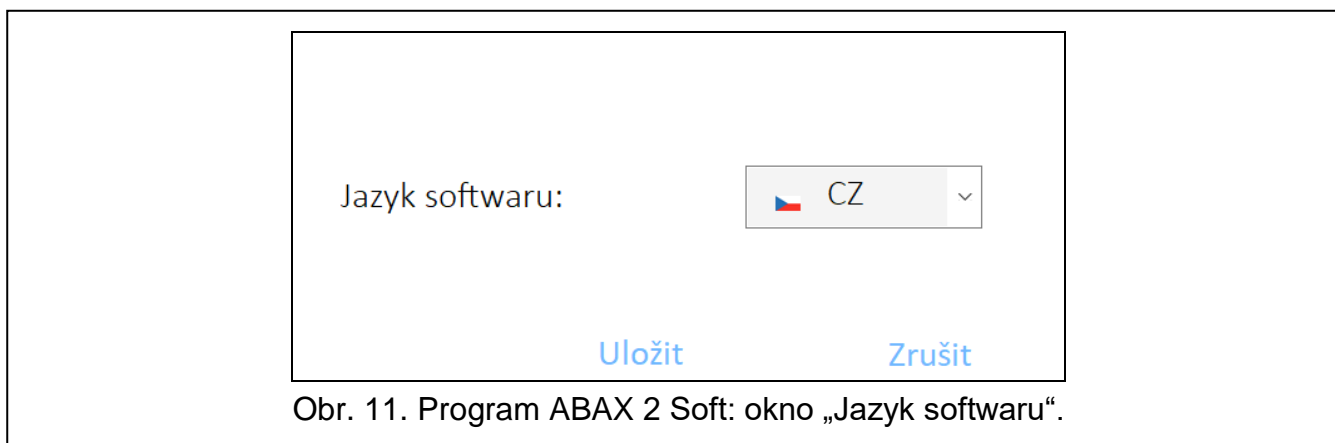 Jazyk softwaru: CZ
Uložit Zrušit
Obr. 11. Program ABAX 2 Soft: okno „Jazyk softwaru“.